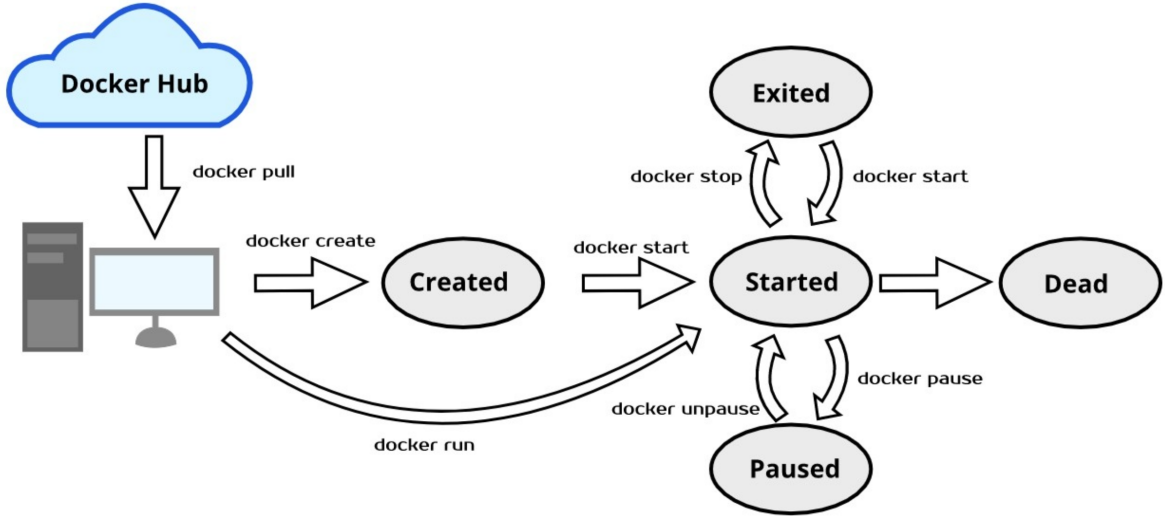 Docker Hub
docker pull
docker create
Created
docker start
docker run
Exited
docker stop
docker start
Started
Dead
docker unpause
docker pause
Paused